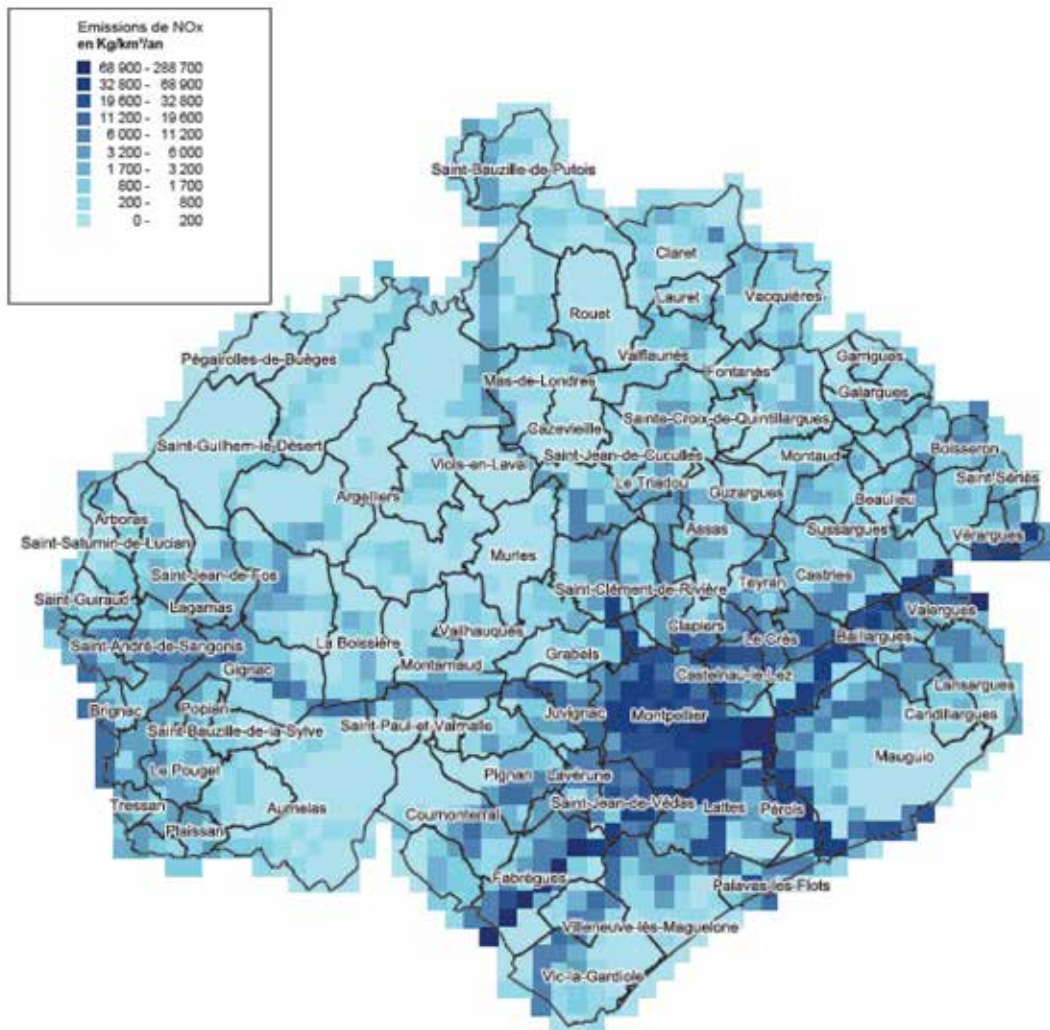 Emissions de NOx
en Kg/km²/an
68 900 - 288 700
32 800 - 68 900
19 600 - 32 800
11 200 - 19 600
6 000 - 11 200
3 200 - 6 000
1 700 - 3 200
800 - 1 700
200 - 800
0 - 200
Saint-Bauzille-de-Putois
Claret
Lauret
Vacquières
Rouet
Pégairolles-de-Buèges
Valflaunès
Garrigues
Fontanès
Mas-de-Londres
Galargues
Sainte-Croix-de-Quintillargues
Cazevieille
Saint-Guilhem-le-Désert
Boisseron
Saint-Jean-de-Cuculles
Montaud
Viols-en-Laval
Saint-Sériès
Le Triadou
Guzargues
Argelliers
Beaulieu
Arboras
Assas
Sussargues
Vérargues
Saint-Saturnin-de-Lucian
Murles
Saint-Jean-de-Fos
Castries
Teyran
Saint-Clément-de-Rivière
Saint-Guiraud
Lagamas
Valergues
Clapiers
Vailhauquès
Baillargues
Le Crès
Saint-André-de-Sangonis
La Boissière
Grabels
Gignac
Montarnaud
Castelnau-le-Lez
Lansargues
Popian
Brignac
Juvignac
Montpellier
Candillargues
Saint-Paul-et-Valmalle
Saint-Bauzille-de-la-Sylve
Mauguio
Le Pouget
Pignan
Lavérune
Saint-Jean-de-Védas
Tressan
Aumelas
Lattes
Pérols
Cournonterral
Plaissan
Fabrègues
Palavas-les-Flots
Villeneuve-lès-Maguelone
Vic-la-Gardiole